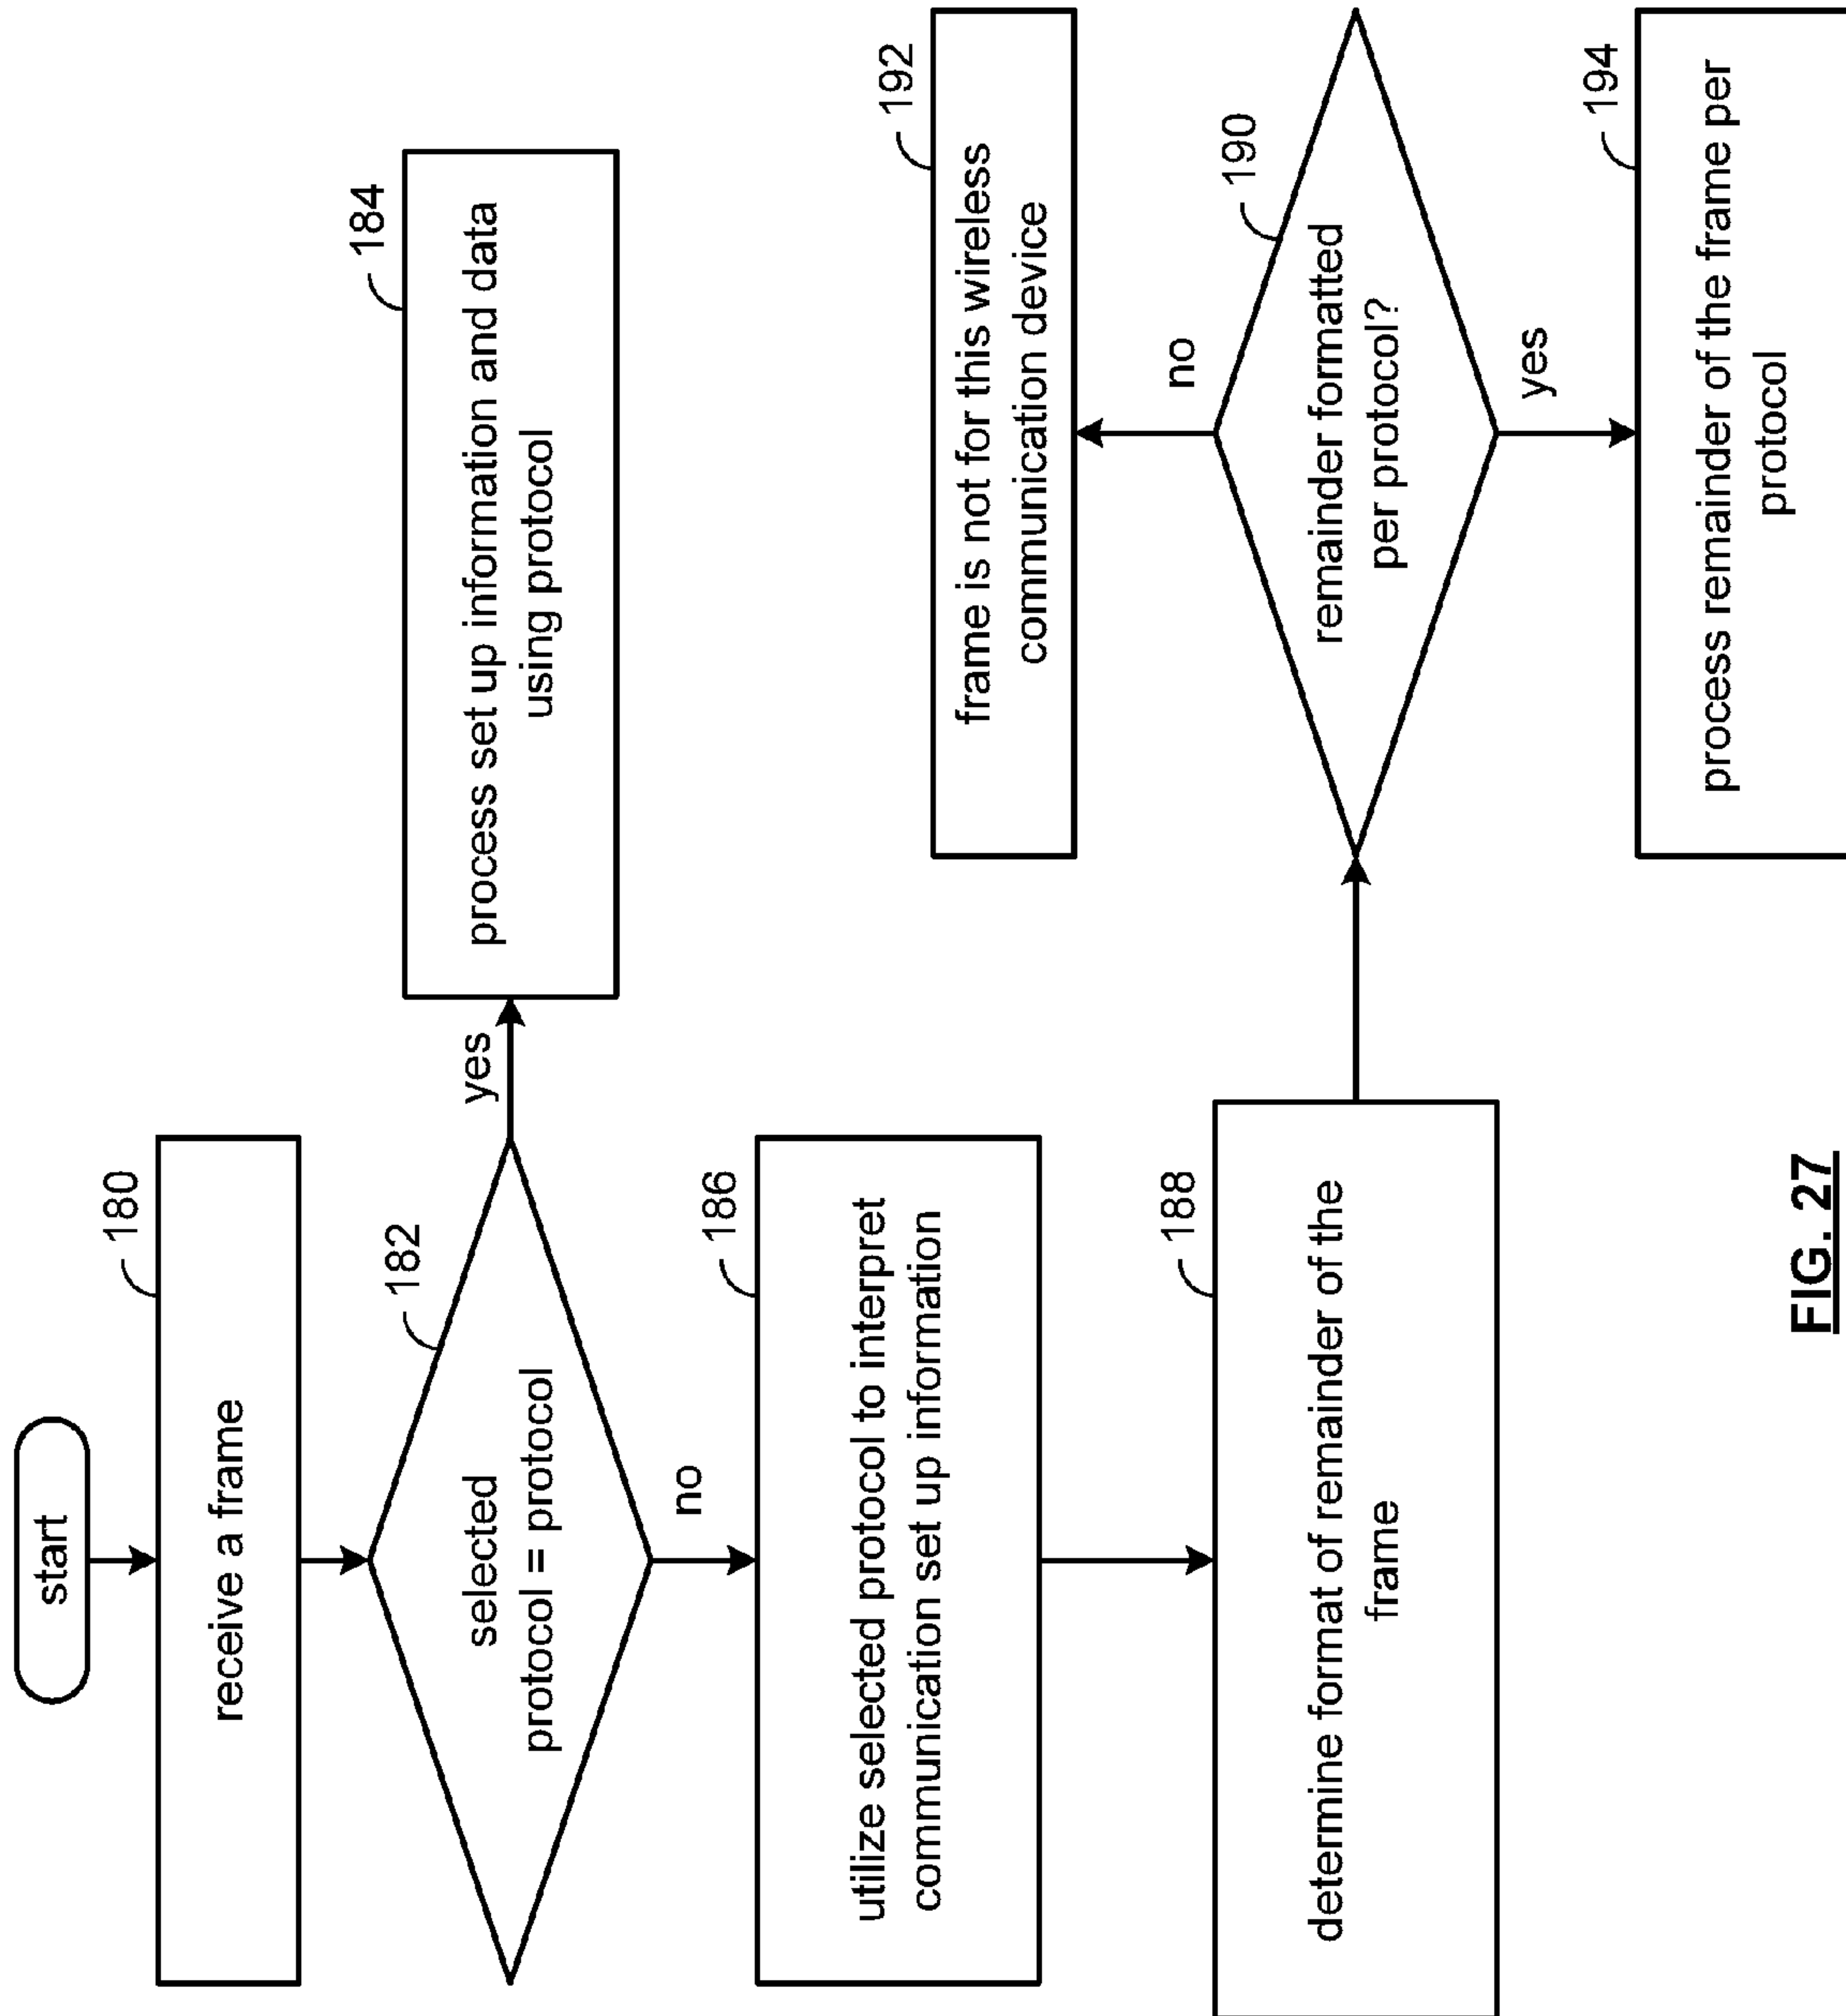 start
180
receive a frame
182
selected
protocol = protocol
yes
184
process set up information and data
using protocol
no
186
utilize selected protocol to interpret
communication set up information
188
determine format of remainder of the
frame
190
remainder formatted
per protocol?
no
192
frame is not for this wireless
communication device
yes
194
process remainder of the frame per
protocol
FIG. 27